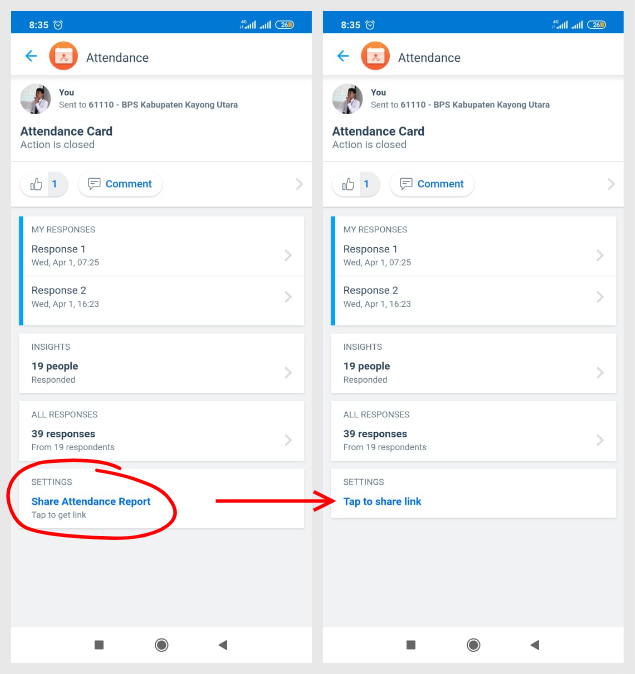 8:35
4G
26
Attendance
You
Sent to 61110 - BPS Kabupaten Kayong Utara
Attendance Card
Action is closed
1
Comment
MY RESPONSES
Response 1
Wed, Apr 1, 07:25
Response 2
Wed, Apr 1, 16:23
INSIGHTS
19 people
Responded
ALL RESPONSES
39 responses
From 19 respondents
SETTINGS
Share Attendance Report
Tap to get link
8:35
4G
26
Attendance
You
Sent to 61110 - BPS Kabupaten Kayong Utara
Attendance Card
Action is closed
1
Comment
MY RESPONSES
Response 1
Wed, Apr 1, 07:25
Response 2
Wed, Apr 1, 16:23
INSIGHTS
19 people
Responded
ALL RESPONSES
39 responses
From 19 respondents
SETTINGS
Tap to share link